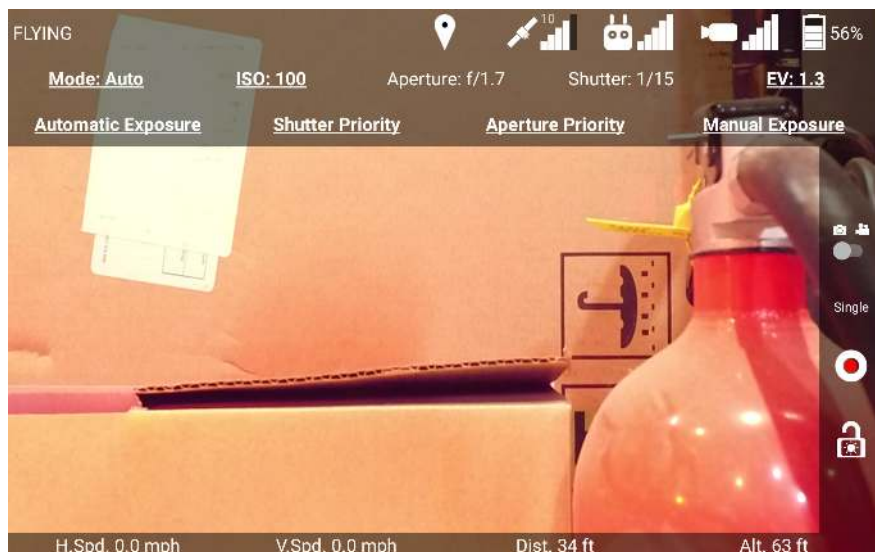 FLYING 10 56%
Mode: Auto ISO: 100 Aperture: f/1.7 Shutter: 1/15 EV: 1.3
Automatic Exposure Shutter Priority Aperture Priority Manual Exposure
Single
H.Spd. 0.0 mph V.Spd. 0.0 mph Dist. 34 ft Alt. 63 ft